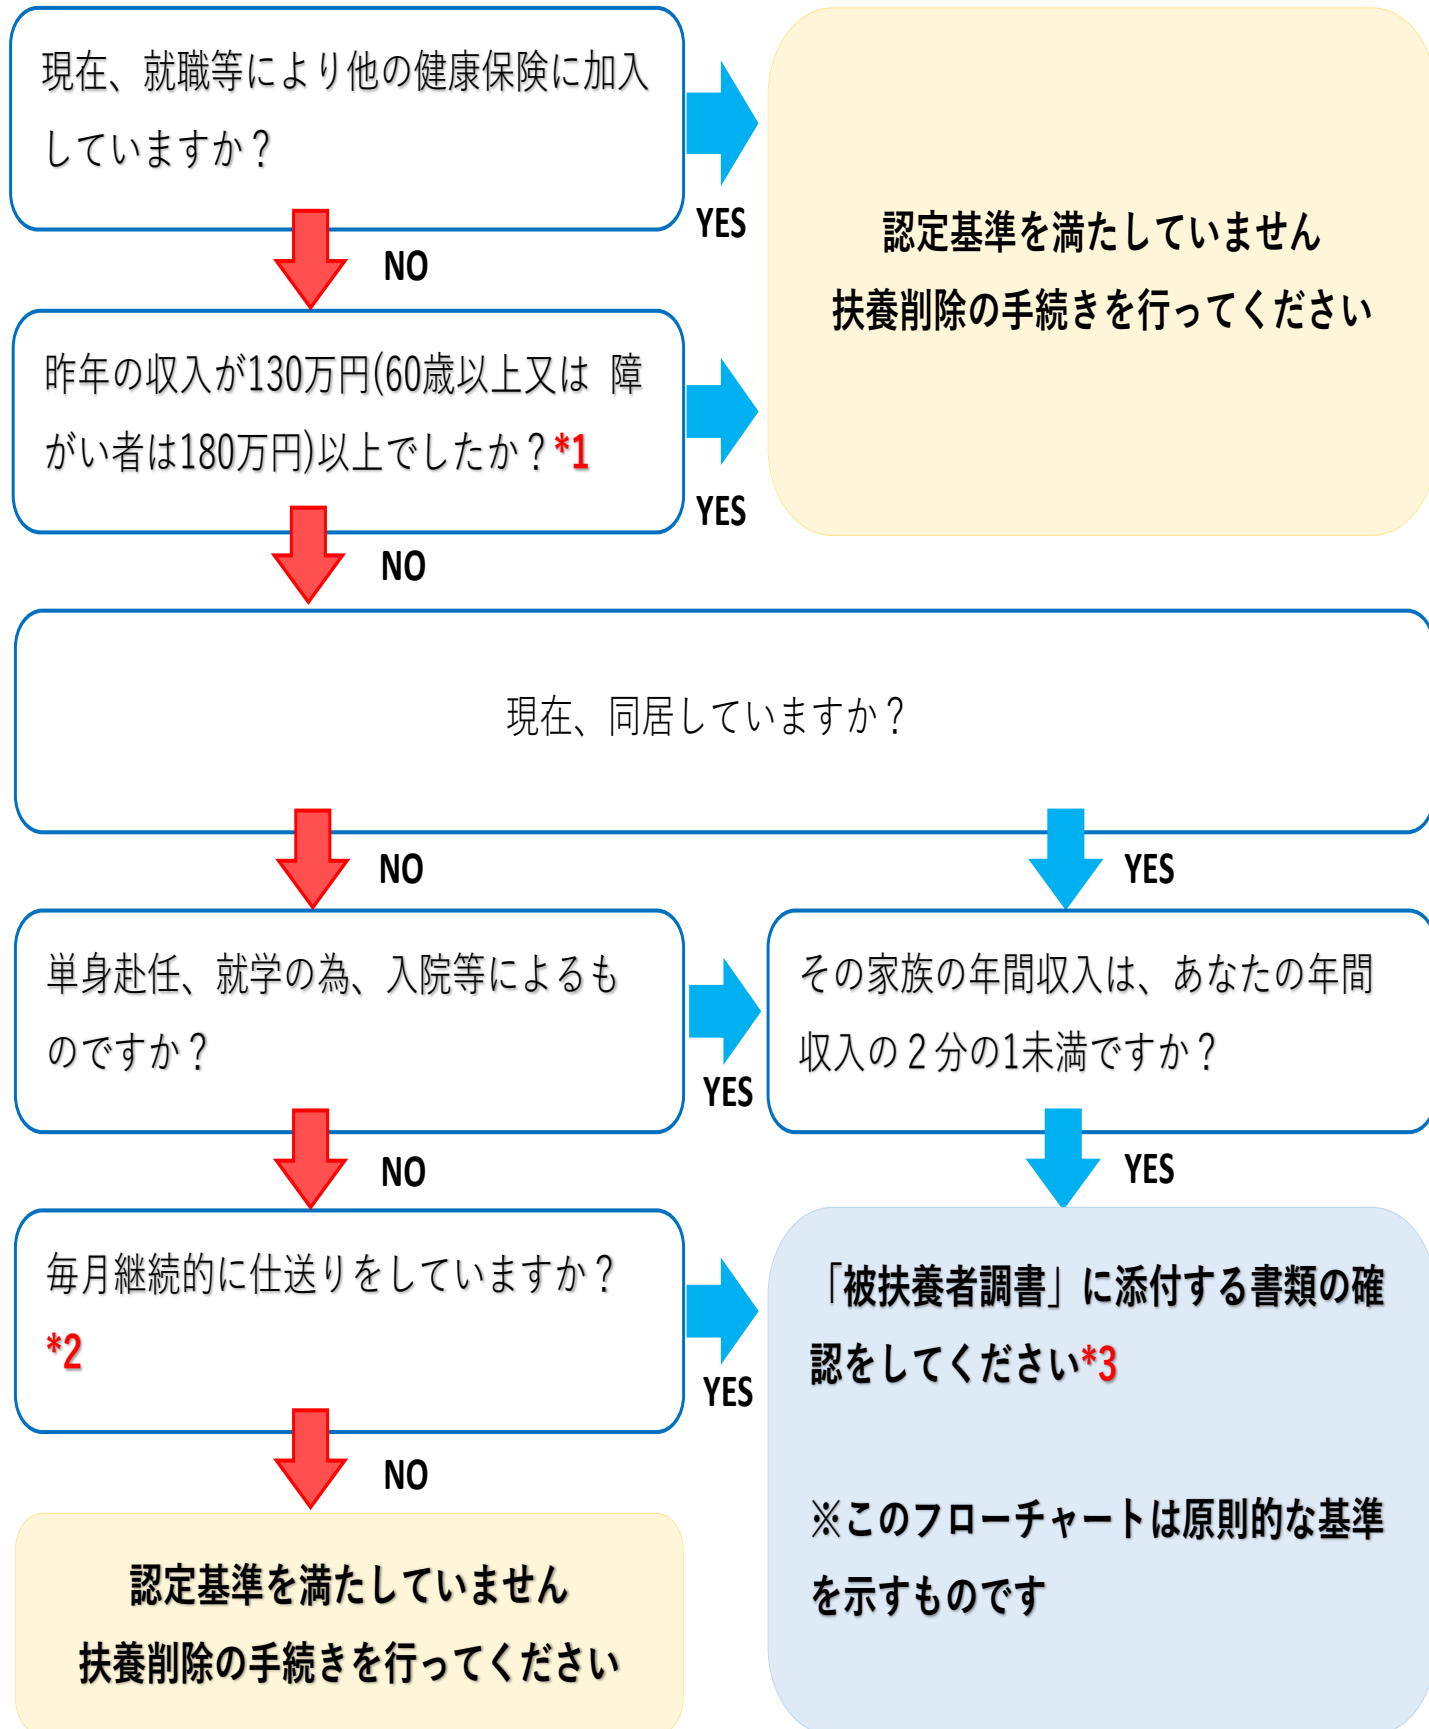 現在、就職等により他の健康保険に加入
していますか？
YES
NO
認定基準を満たしていません
扶養削除の手続きを行ってください
昨年の収入が130万円(60歳以上又は 障
がい者は180万円)以上でしたか？*1
YES
NO
現在、同居していますか？
NO
YES
単身赴任、就学の為、入院等によるも
のですか？
YES
NO
その家族の年間収入は、あなたの年間
収入の２分の1未満ですか？
YES
毎月継続的に仕送りをしていますか？
*2
YES
NO
「被扶養者調書」に添付する書類の確
認をしてください*3
※このフローチャートは原則的な基準
を示すものです
認定基準を満たしていません
扶養削除の手続きを行ってください